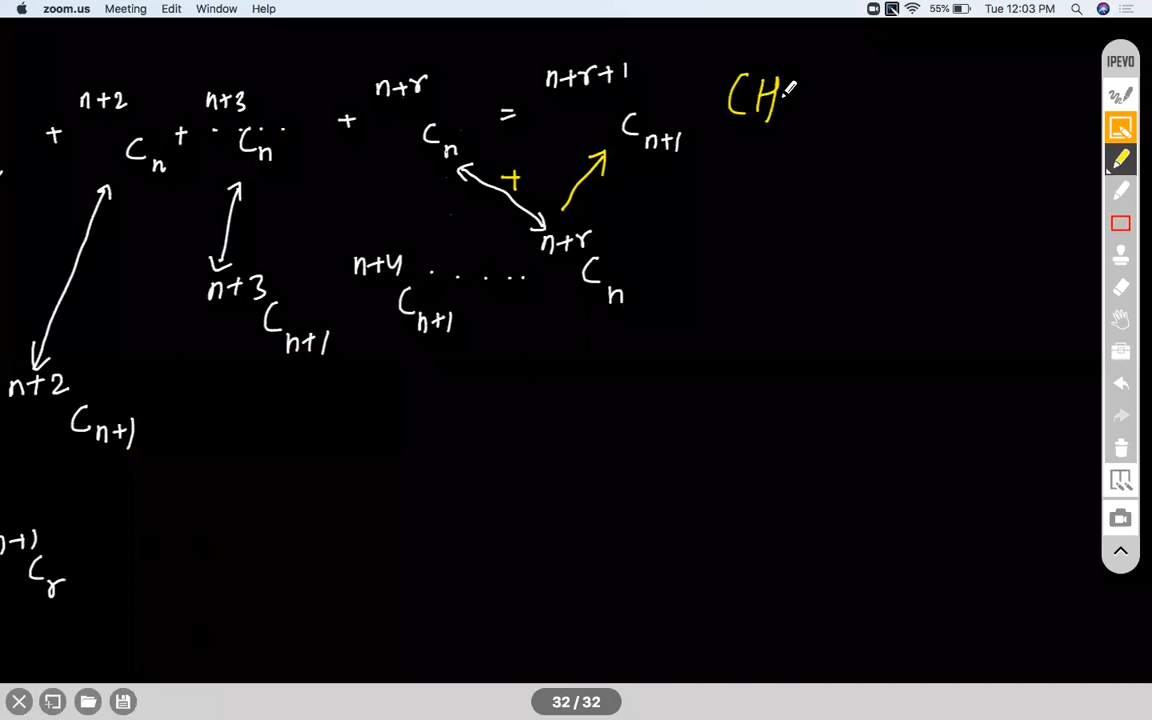 zoom.us Meeting Edit Window Help 55% Tue 12:03 PM
IPEVO
+ n+2 C n + n+3 C n .... + n+r C n = n+r+1 C n+1 CH
+
n+3 C n+1 n+4 C n+1 ...... n+r C n
n+2 C n+1
n+1 C r
32 / 32